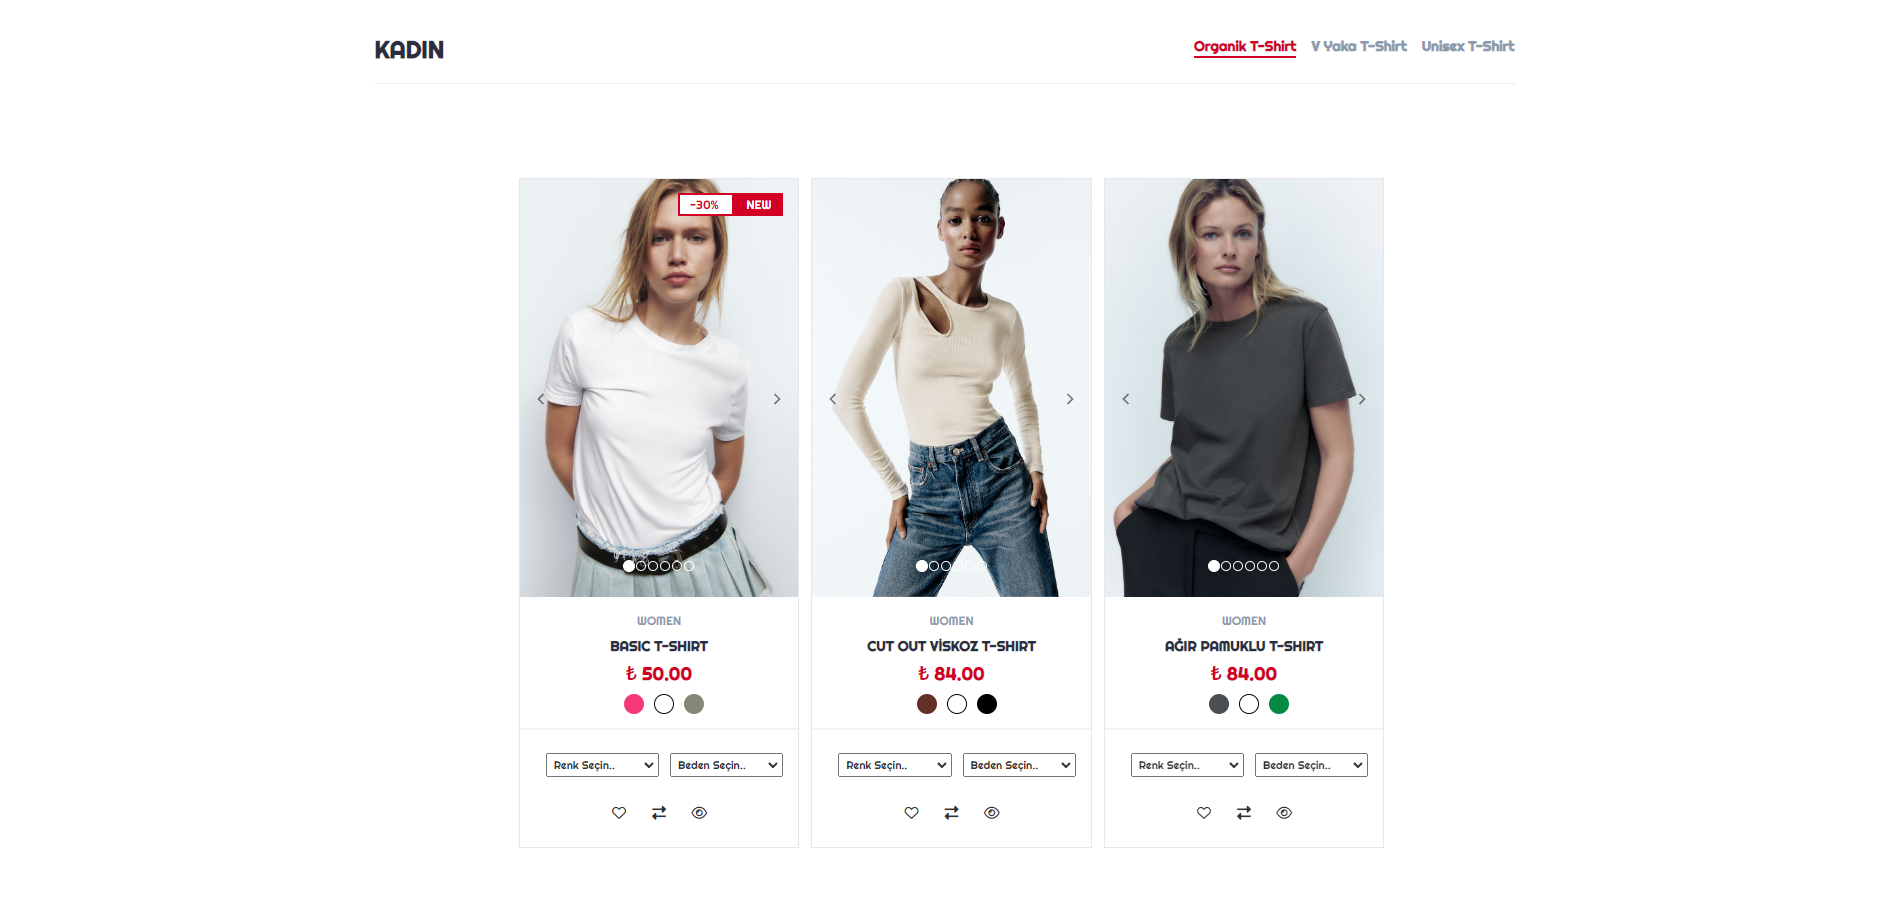 KADIN
Organik T-Shirt V Yaka T-Shirt Unisex T-Shirt
-30% NEW
WOMEN
BASIC T-SHIRT
₺ 50.00
Renk Seçin.. Beden Seçin..
WOMEN
CUT OUT VİSKOZ T-SHIRT
₺ 84.00
Renk Seçin.. Beden Seçin..
WOMEN
AĞIR PAMUKLU T-SHIRT
₺ 84.00
Renk Seçin.. Beden Seçin..